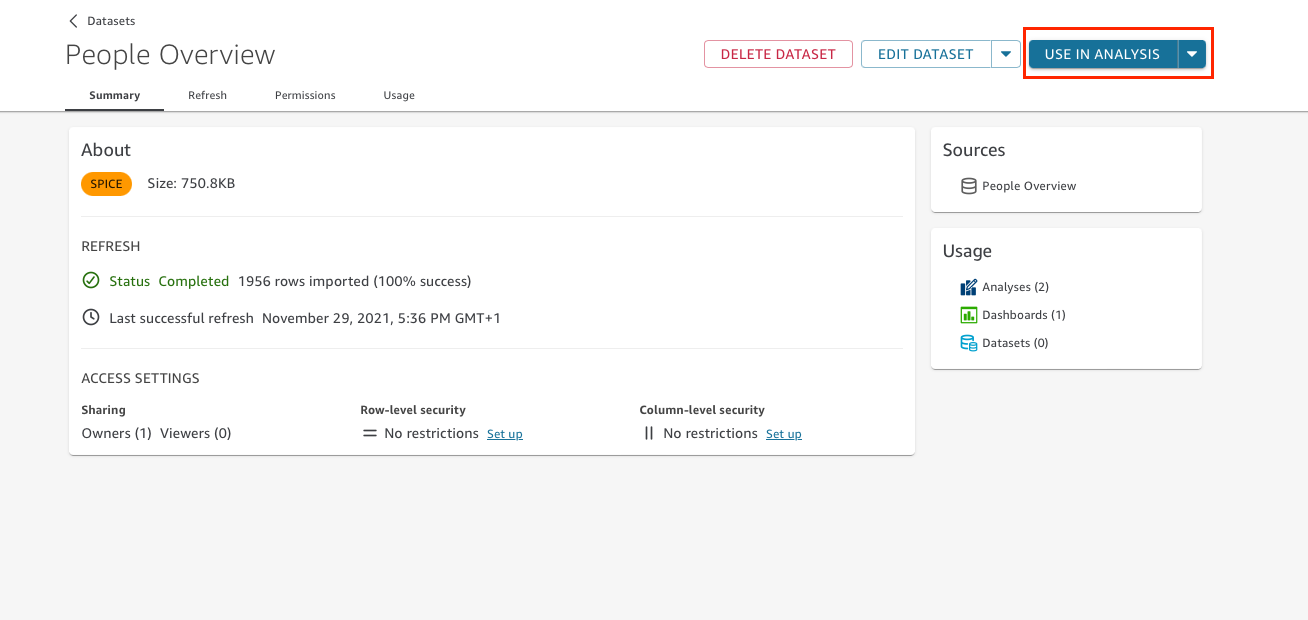 Datasets
People Overview
DELETE DATASET
EDIT DATASET
USE IN ANALYSIS
Summary Refresh Permissions Usage
About
SPICE Size: 750.8KB
REFRESH
Status Completed 1956 rows imported (100% success)
Last successful refresh November 29, 2021, 5:36 PM GMT+1
ACCESS SETTINGS
Sharing
Owners (1) Viewers (0)
Row-level security
No restrictions Set up
Column-level security
No restrictions Set up
Sources
People Overview
Usage
Analyses (2)
Dashboards (1)
Datasets (0)